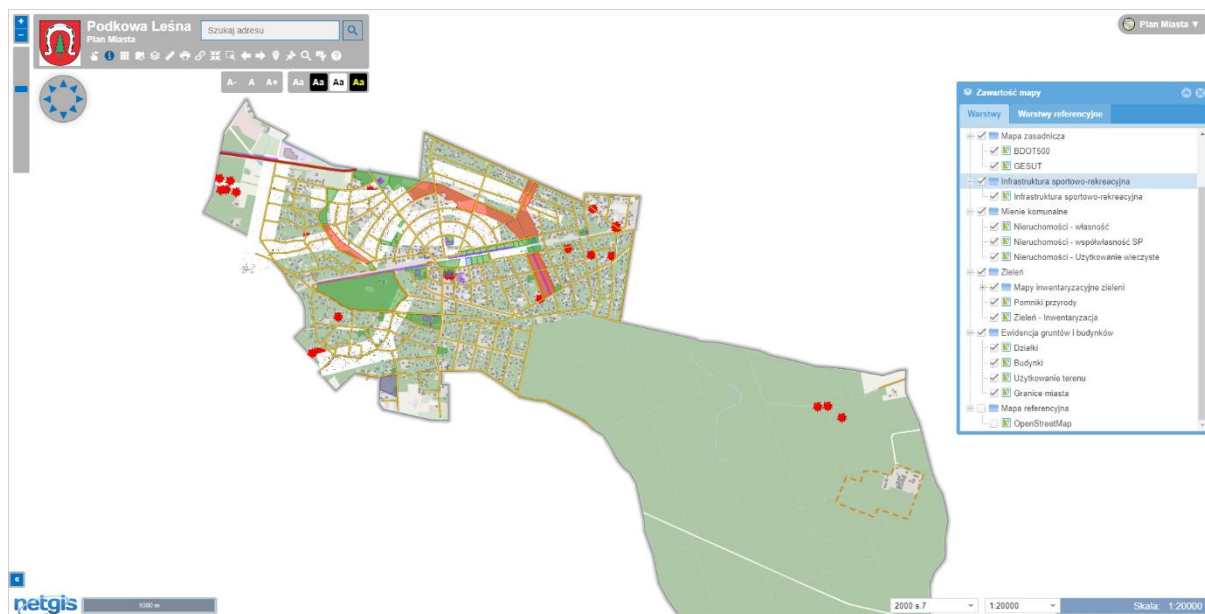 Podkowa Leśna
Plan Miasta
Szukaj adresu
Plan Miasta
A- A A+ Aa Aa Aa Aa
Zawartość mapy
Warstwy Warstwy referencyjne
Mapa zasadnicza
BDOT500
GESUT
Infrastruktura sportowo-rekreacyjna
Infrastruktura sportowo-rekreacyjna
Mienie komunalne
Nieruchomości - własność
Nieruchomości - współwłasność SP
Nieruchomości - Użytkowanie wieczyste
Zieleń
Mapy inwentaryzacyjne zieleni
Pomniki przyrody
Zieleń - Inwentaryzacja
Ewidencja gruntów i budynków
Działki
Budynki
Użytkowanie terenu
Granice miasta
Mapa referencyjna
OpenStreetMap
netgis
1000 m
2000 s.7
1:20000
Skala: 1:20000